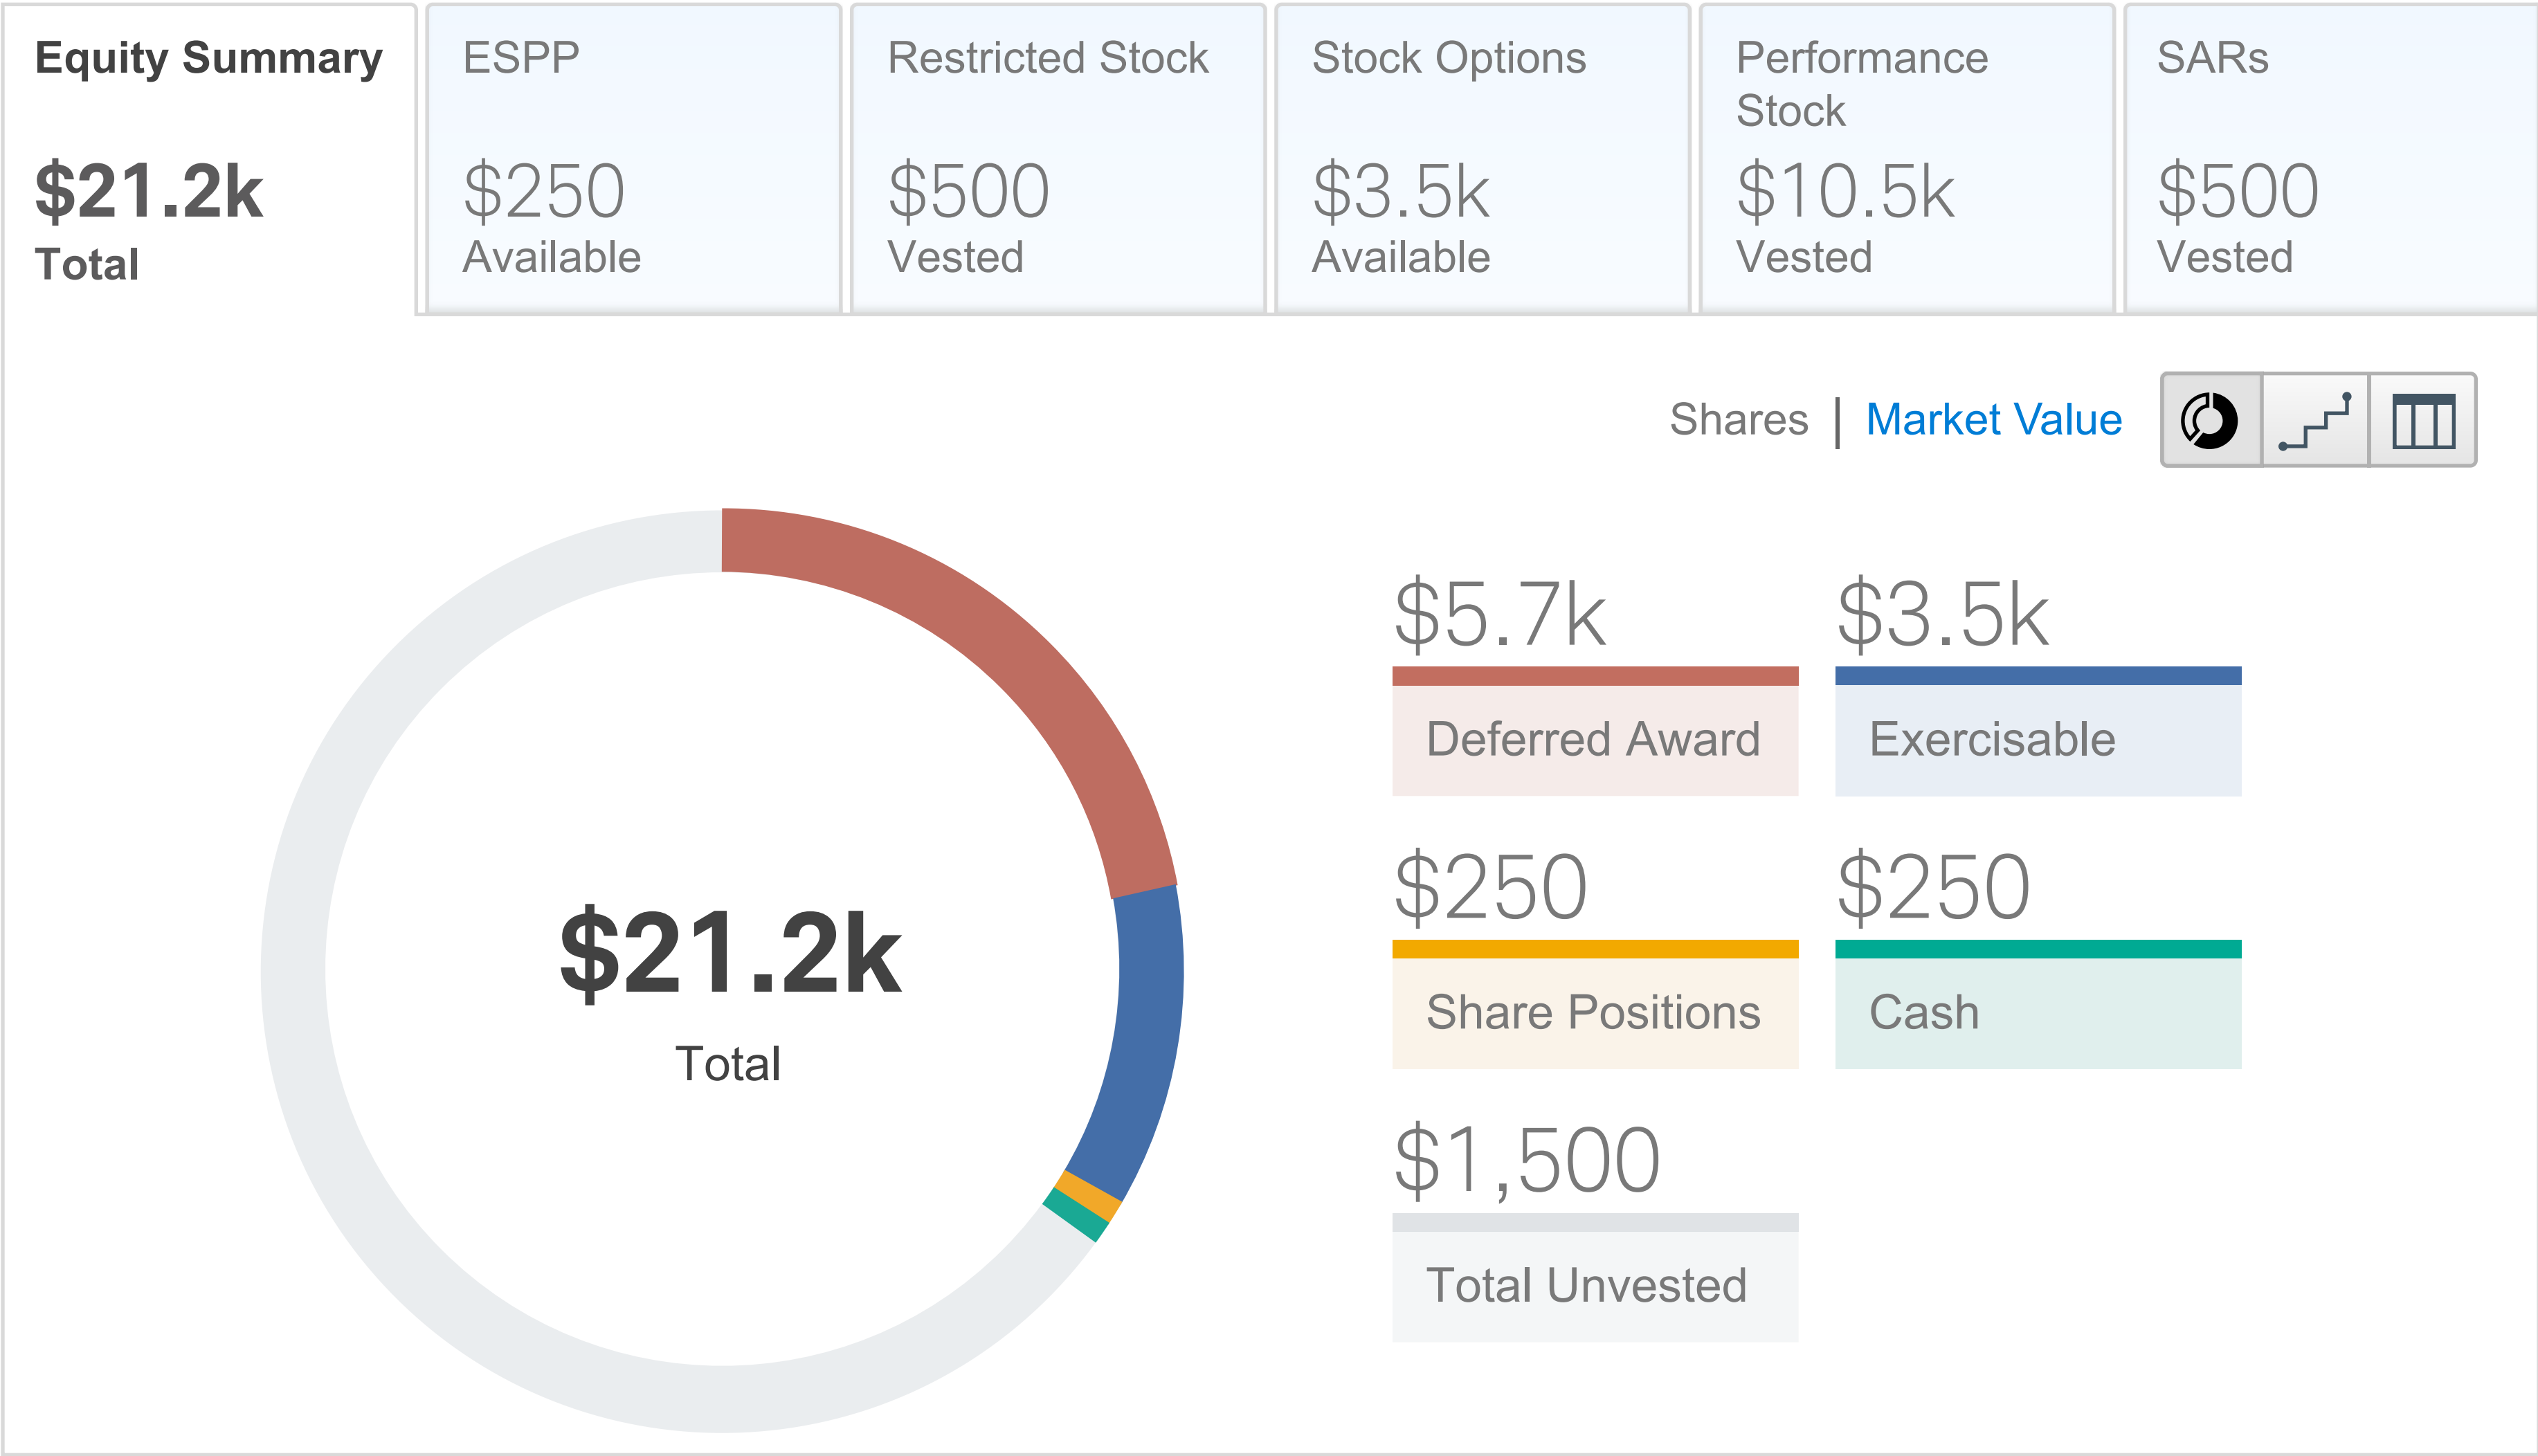 Equity Summary
$21.2k
Total
ESPP
$250
Available
Restricted Stock
$500
Vested
Stock Options
$3.5k
Available
Performance
Stock
$10.5k
Vested
SARs
$500
Vested
Shares | Market Value
$21.2k
Total
$5.7k
Deferred Award
$3.5k
Exercisable
$250
Share Positions
$250
Cash
$1,500
Total Unvested